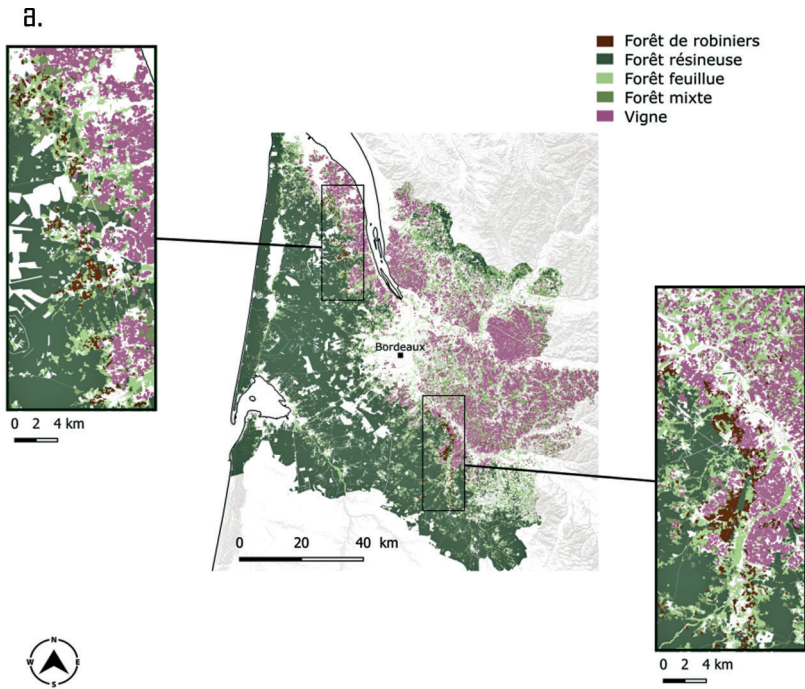 a.
Forêt de robiniers
Forêt résineuse
Forêt feuillue
Forêt mixte
Vigne
Bordeaux
0 2 4 km
0 20 40 km
0 2 4 km
N
W E
S